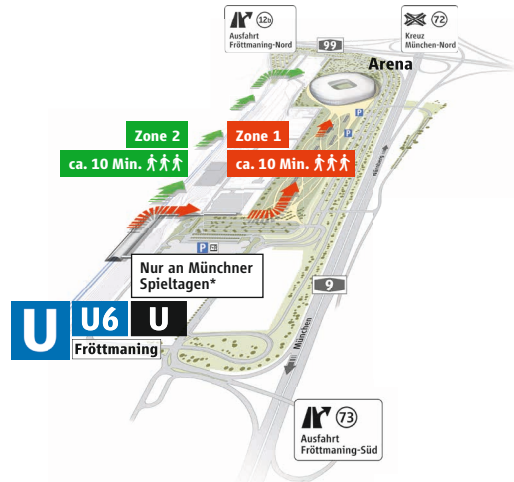 12a
Ausfahrt
Fröttmaning-Nord
72
Kreuz
München-Nord
99
Arena
Zone 2
ca. 10 Min.
Zone 1
ca. 10 Min.
P
P
P
Nur an Münchner
Spieltagen*
9
München
U
U6
U
Fröttmaning
73
Ausfahrt
Fröttmaning-Süd